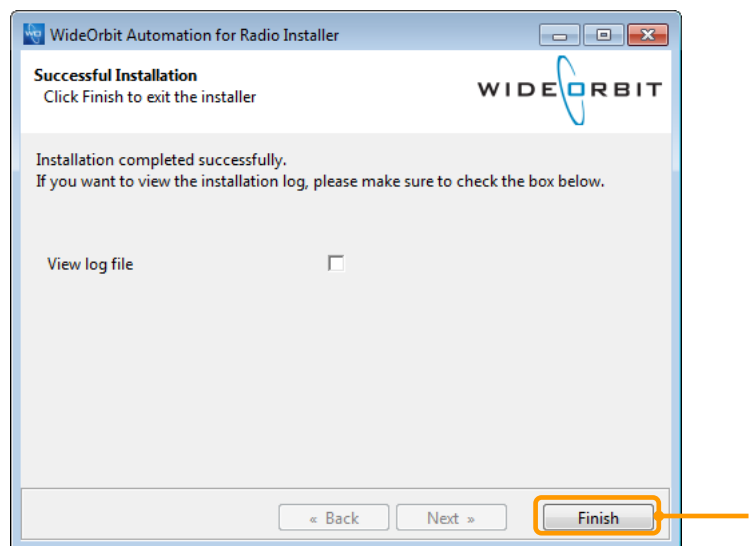 WideOrbit Automation for Radio Installer
Successful Installation
Click Finish to exit the installer
WIDEORBIT
Installation completed successfully.
If you want to view the installation log, please make sure to check the box below.
View log file
« Back Next » Finish